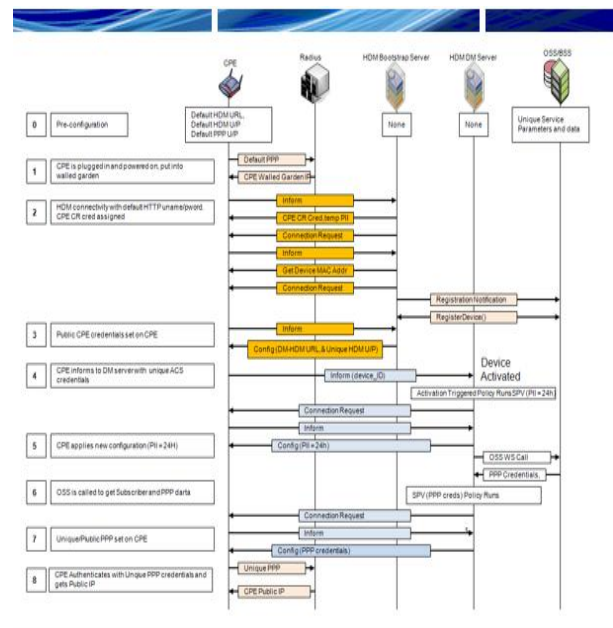 CPE
Radius
HDM Bootstrap Server
HDM DM Server
OSS/BSS
0
Pre-configuration
Default HDM URL,
Default HDM U/P
Default PPP U/P
None
None
Unique Service
Parameters and data
1
CPE is plugged in and powered on, put into
walled garden
Default PPP
CPE Walled Garden IP
2
HDM connectivity with default HTTP uname/pword.
CPE CR cred assigned
Inform
CPE CR Cred, temp PII
Connection Request
Inform
Get Device MAC Addr
Connection Request
Registration Notification
RegisterDevice()
3
Public CPE credentials set on CPE
Inform
Config (DM-HDM URL, & Unique HDM U/P)
4
CPE informs to DM server with unique ACS
credentials
Inform (device_ID)
Device
Activated
Activation Triggered Policy Runs SPV (PII = 24h)
Connection Request
Inform
5
CPE applies new configuration (PII = 24H)
Config (PII = 24h)
OSS WS Call
PPP Credentials,
6
OSS is called to get Subscriber and PPP darta
SPV (PPP creds) Policy Runs
Connection Request
7
Unique/Public PPP set on CPE
Inform
Config (PPP credentials)
8
CPE Authenticates with Unique PPP credentials and
gets Public IP
Unique PPP
CPE Public IP